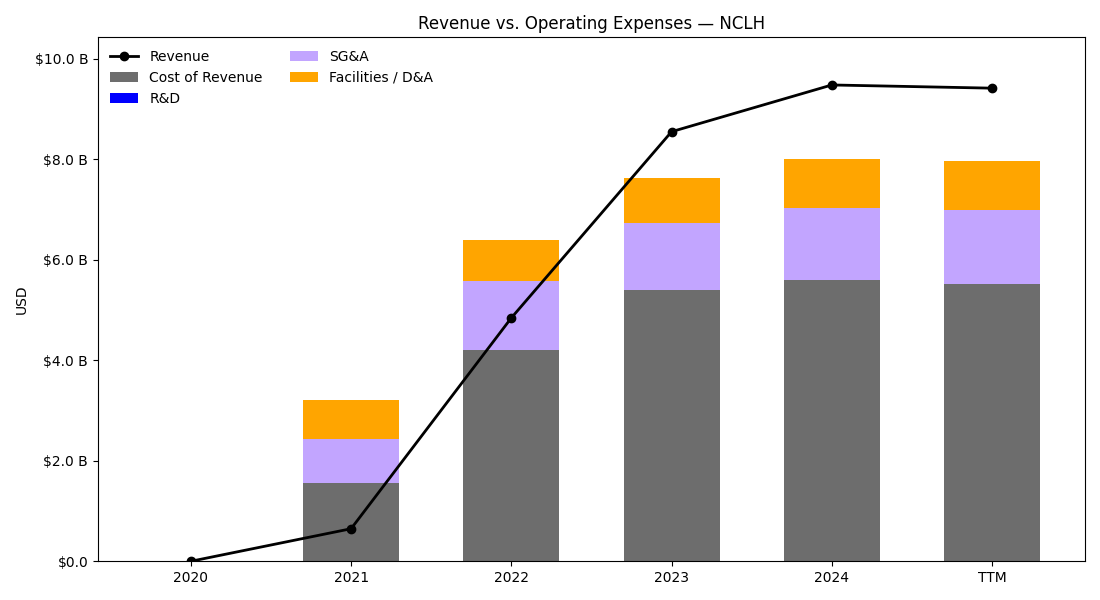 Revenue vs. Operating Expenses — NCLH
Revenue
Cost of Revenue
R&D
SG&A
Facilities / D&A
$10.0 B
$8.0 B
$6.0 B
$4.0 B
$2.0 B
$0.0
USD
2020
2021
2022
2023
2024
TTM